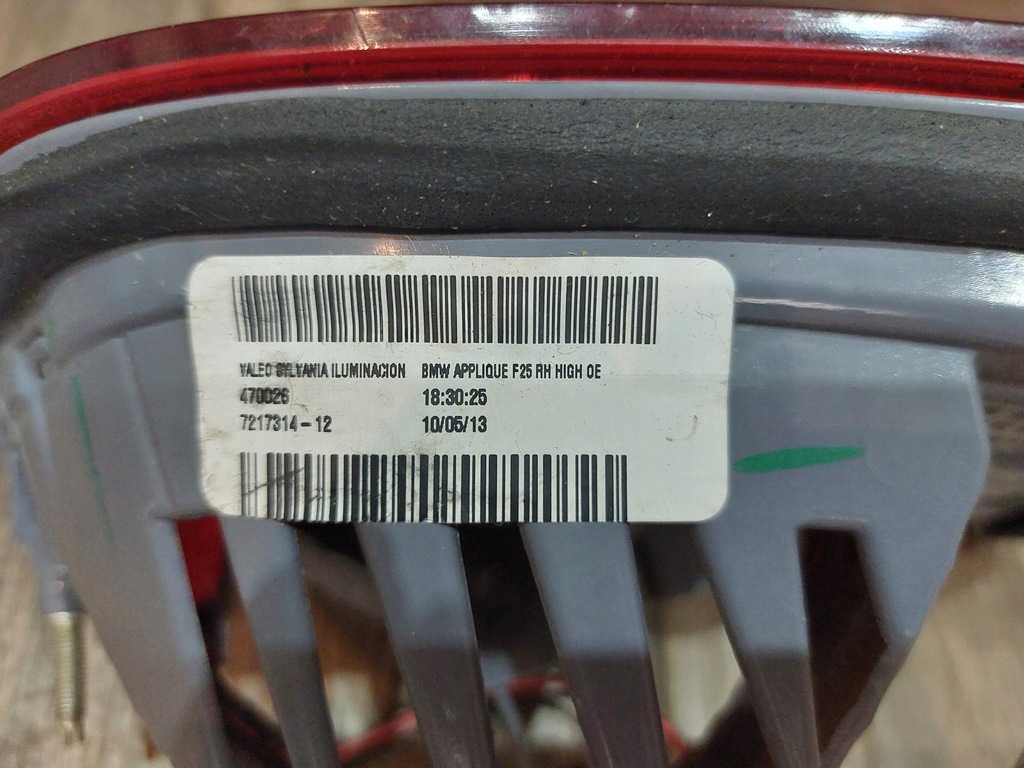 VALEO SYLVANIA ILUMINACION BMW APPLIQUE F25 RH HIGH OE
470026 18:30:25
7217314-12 10/05/13